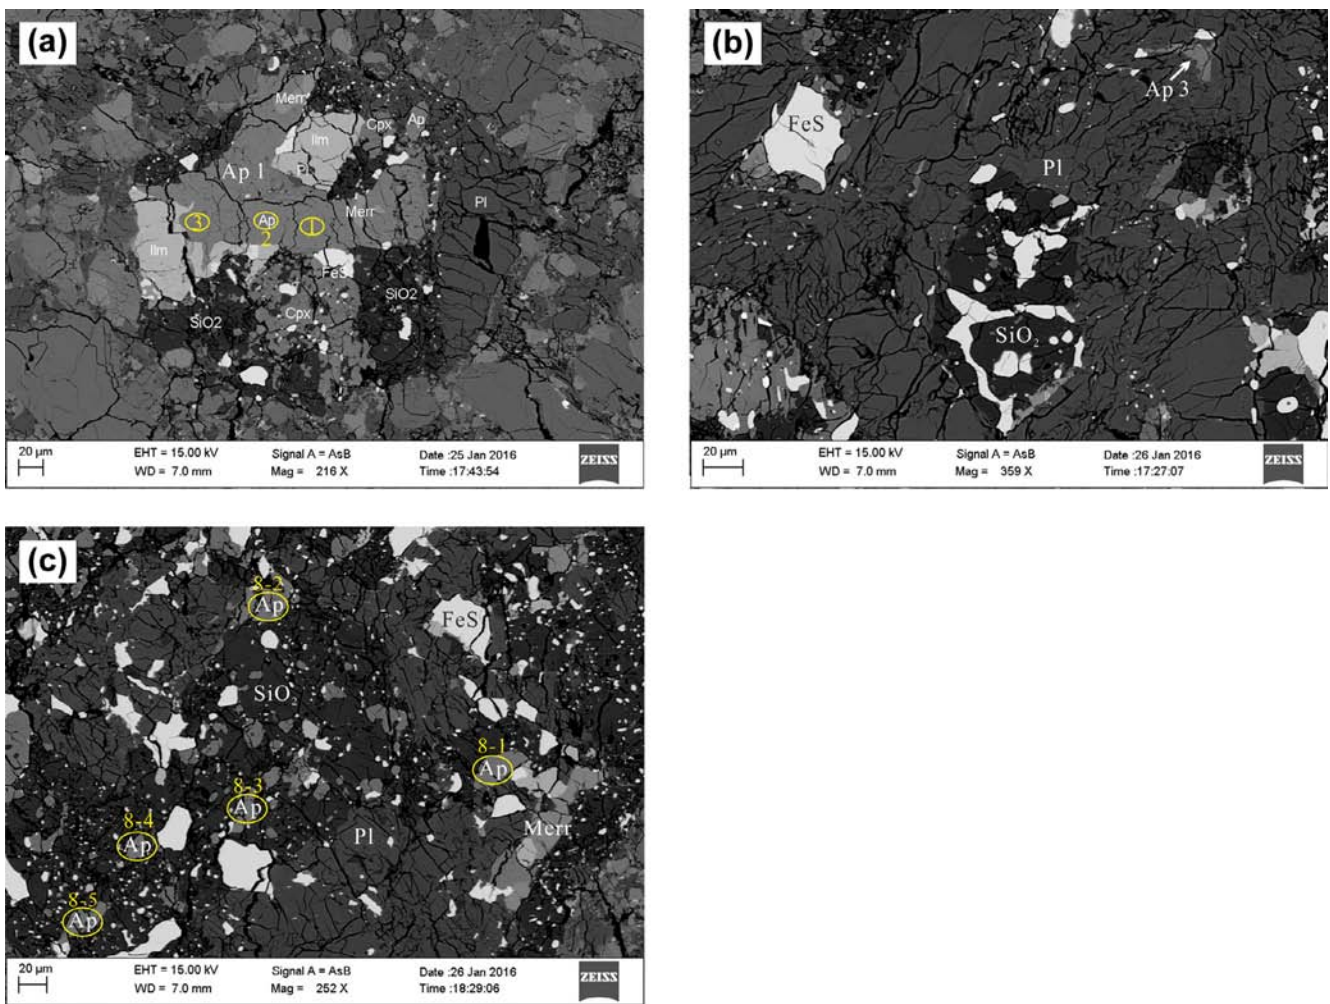 (a)
Merr
Ilm
Cpx
Ap
Ap 1
Pl
Pl
Merr
3
Ap
2
1
Ilm
FeS
SiO2
SiO2
Cpx
20 µm
EHT = 15.00 kV
Signal A = AsB
Date :25 Jan 2016
WD = 7.0 mm
Mag = 216 X
Time :17:43:54
ZEISS
(b)
Ap 3
FeS
Pl
SiO2
20 µm
EHT = 15.00 kV
Signal A = AsB
Date :26 Jan 2016
WD = 7.0 mm
Mag = 359 X
Time :17:27:07
ZEISS
(c)
8-2
Ap
FeS
SiO2
8-1
Ap
8-3
Ap
8-4
Ap
Pl
Merr
8-5
Ap
20 µm
EHT = 15.00 kV
Signal A = AsB
Date :26 Jan 2016
WD = 7.0 mm
Mag = 252 X
Time :18:29:06
ZEISS